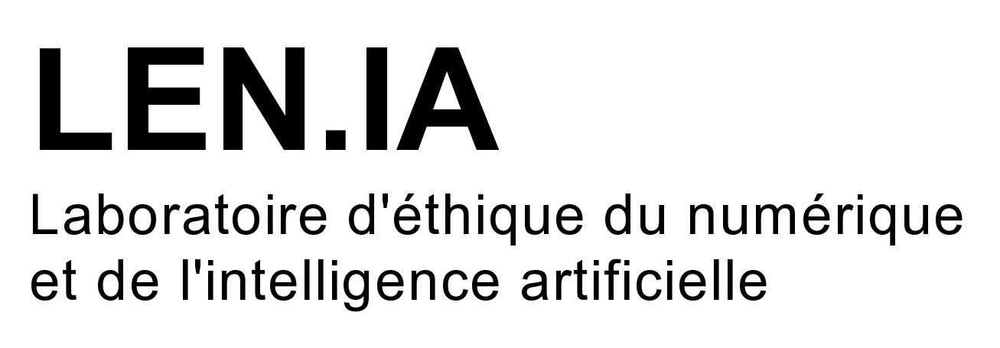 LEN.IA
Laboratoire d'éthique du numérique
et de l'intelligence artificielle